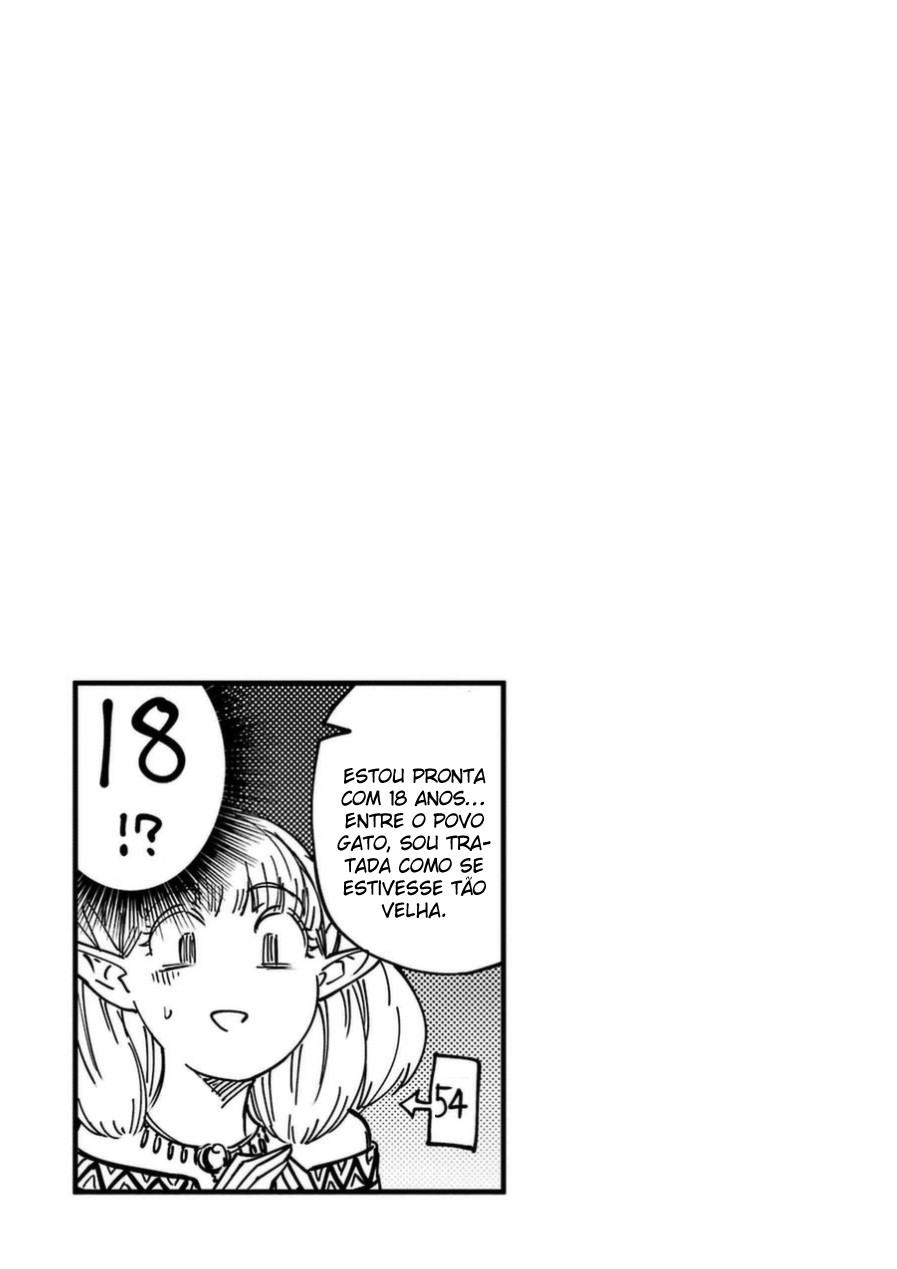 ESTOU PRONTA
COM 18 ANOS...
ENTRE O POVO
GATO, SOU TRA-
TADA COMO SE
ESTIVESSE TÃO
VELHA.
18
!?
54